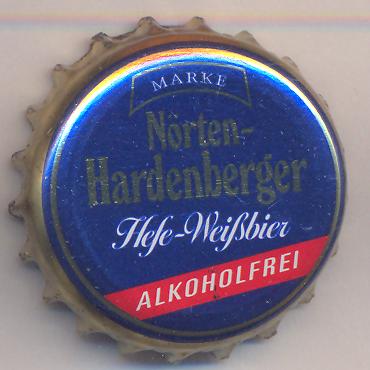 MARKE
Nörten-
Hardenberger
Hefe-Weißbier
ALKOHOLFREI